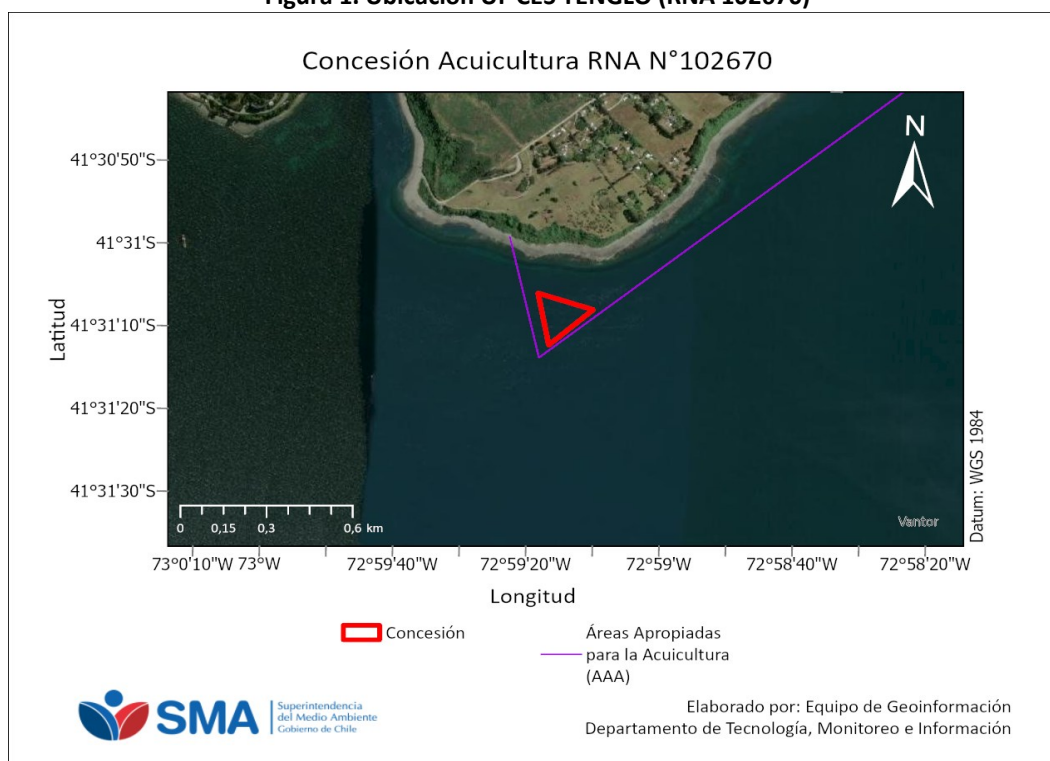 Figura 1. Ubicación UF CES TENGLO (RNA 102670)
Concesión Acuicultura RNA N°102670
N
41°30'50"S
41°31'S
41°31'10"S
41°31'20"S
41°31'30"S
Latitud
0 0,15 0,3 0,6 km
Vantor
Datum: WGS 1984
73°0'10"W 73°W 72°59'40"W 72°59'20"W 72°59'W 72°58'40"W 72°58'20"W
Longitud
Concesión
Áreas Apropiadas
para la Acuicultura
(AAA)
SMA
Superintendencia
del Medio Ambiente
Gobierno de Chile
Elaborado por: Equipo de Geoinformación
Departamento de Tecnología, Monitoreo e Información